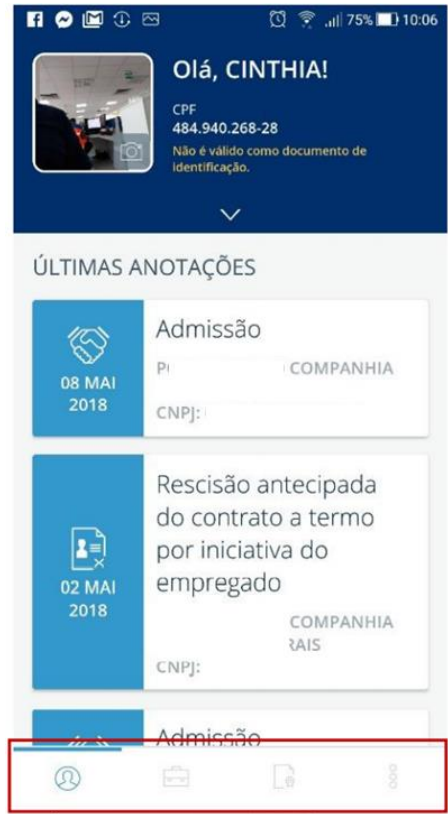 75% 10:06
Olá, CINTHIA!
CPF
484.940.268-28
Não é válido como documento de
identificação.
ÚLTIMAS ANOTAÇÕES
Admissão
COMPANHIA
08 MAI
2018
CNPJ:
Rescisão antecipada
do contrato a termo
por iniciativa do
empregado
02 MAI
2018
COMPANHIA
RAIS
CNPJ:
Admissão